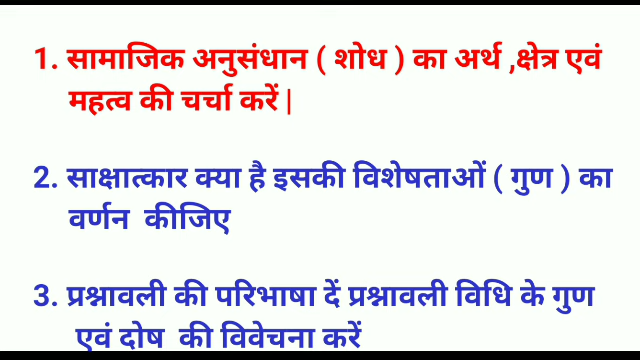 1. सामाजिक अनुसंधान ( शोध ) का अर्थ ,क्षेत्र एवं
महत्व की चर्चा करें |
2. साक्षात्कार क्या है इसकी विशेषताओं ( गुण ) का
वर्णन कीजिए
3. प्रश्नावली की परिभाषा दें प्रश्नावली विधि के गुण
एवं दोष की विवेचना करें